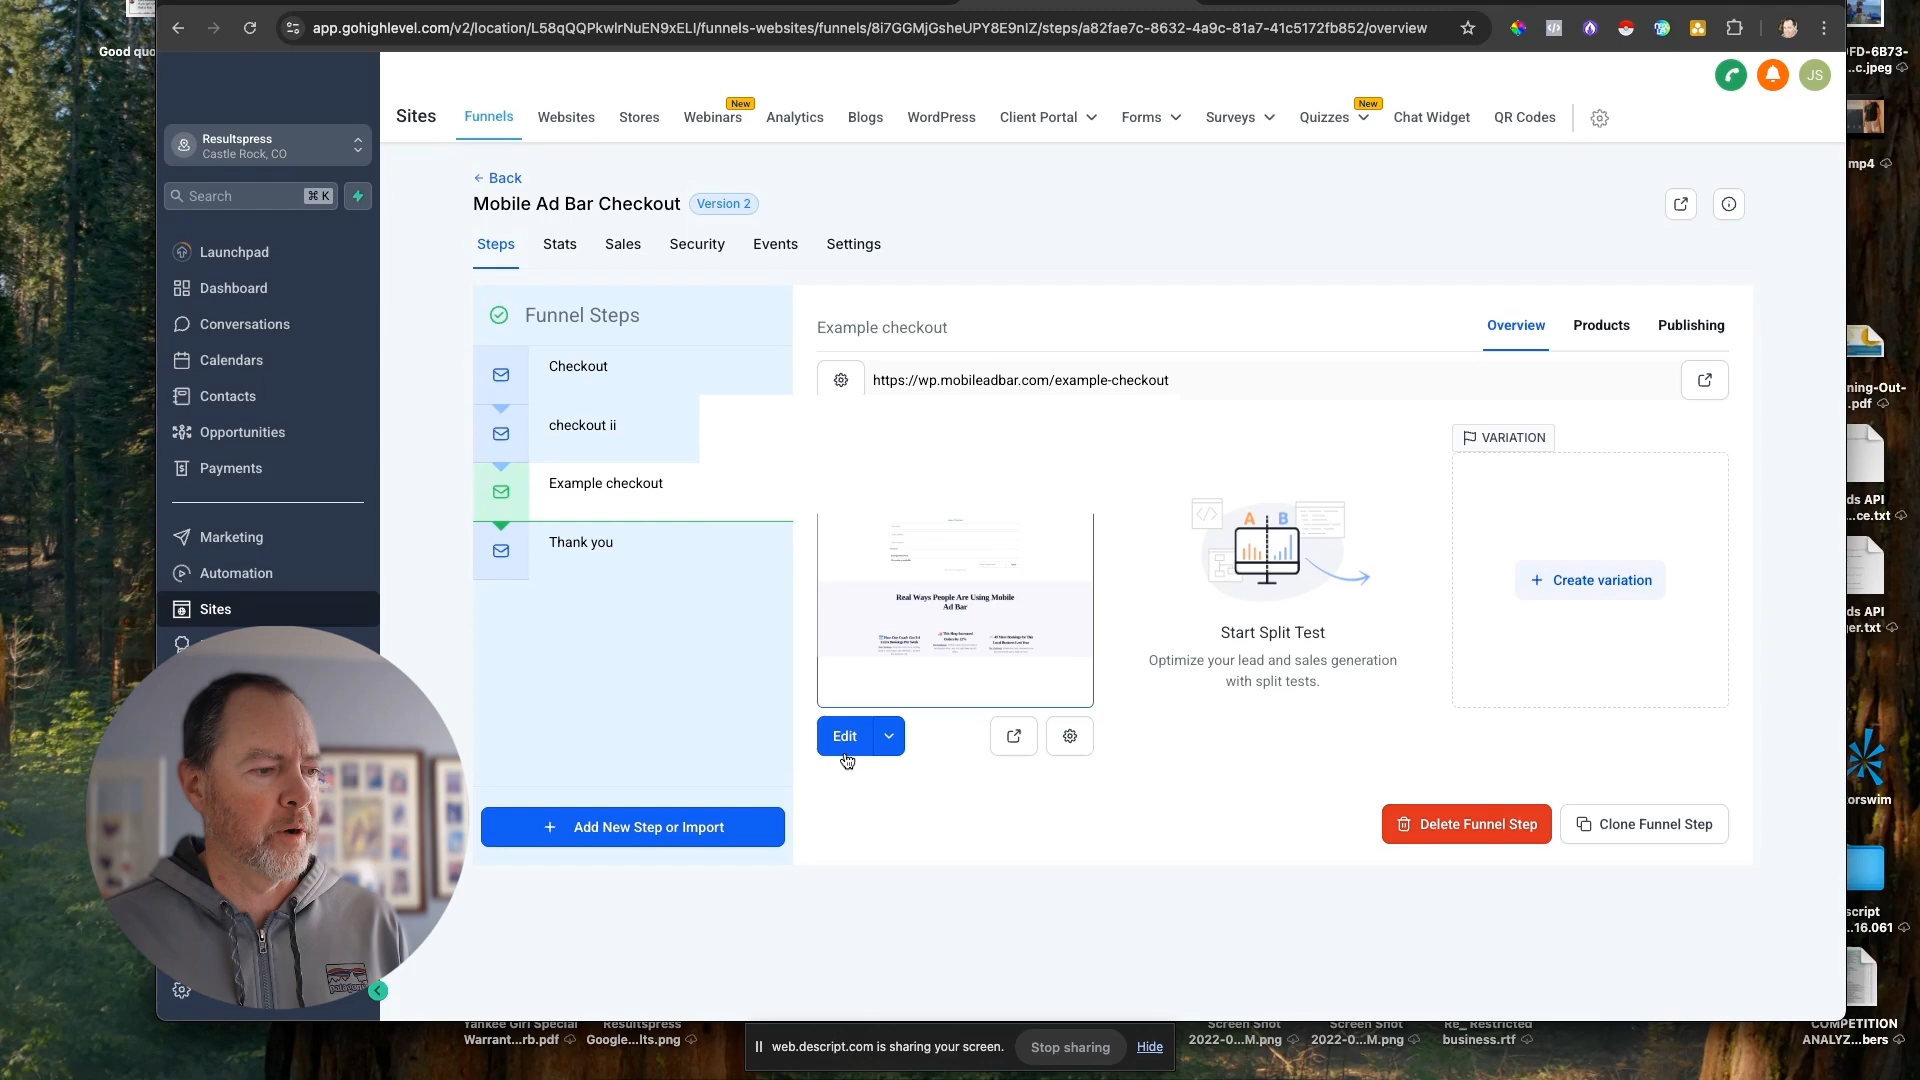 Good quo
app.gohighlevel.com/v2/location/L58qQQPkwlrNuEN9xELI/funnels-websites/funnels/8i7GGMjGsheUPY8E9nIZ/steps/a82fae7c-8632-4a9c-81a7-41c5172fb852/overview
FD-6B73-
..c.jpeg
JS
Sites
Funnels
Websites
Stores
Webinars
New
Analytics
Blogs
WordPress
Client Portal
Forms
Surveys
Quizzes
New
Chat Widget
QR Codes
Resultspress
Castle Rock, CO
Search
⌘ K
Launchpad
Dashboard
Conversations
Calendars
Contacts
Opportunities
Payments
Marketing
Automation
Sites
← Back
Mobile Ad Bar Checkout
Version 2
Steps
Stats
Sales
Security
Events
Settings
Funnel Steps
Checkout
checkout ii
Example checkout
Thank you
+ Add New Step or Import
Example checkout
Overview
Products
Publishing
https://wp.mobileadbar.com/example-checkout
VARIATION
Real Ways People Are Using Mobile
Ad Bar
A B
Start Split Test
Optimize your lead and sales generation
with split tests.
+ Create variation
Edit
Delete Funnel Step
Clone Funnel Step
patagonia
mp4
ning-Out-
.pdf
ds API
...ce.txt
ds API
ger.txt
orswim
script
..16.061
Yankee Girl Special
Warrant...rb.pdf
Resultspress
Google...lts.png
web.descript.com is sharing your screen.
Stop sharing
Hide
Screen Shot
2022-0...M.png
Screen Shot
2022-0...M.png
Re_ Restricted
business.rtf
COMPETITION
ANALYZ...bers